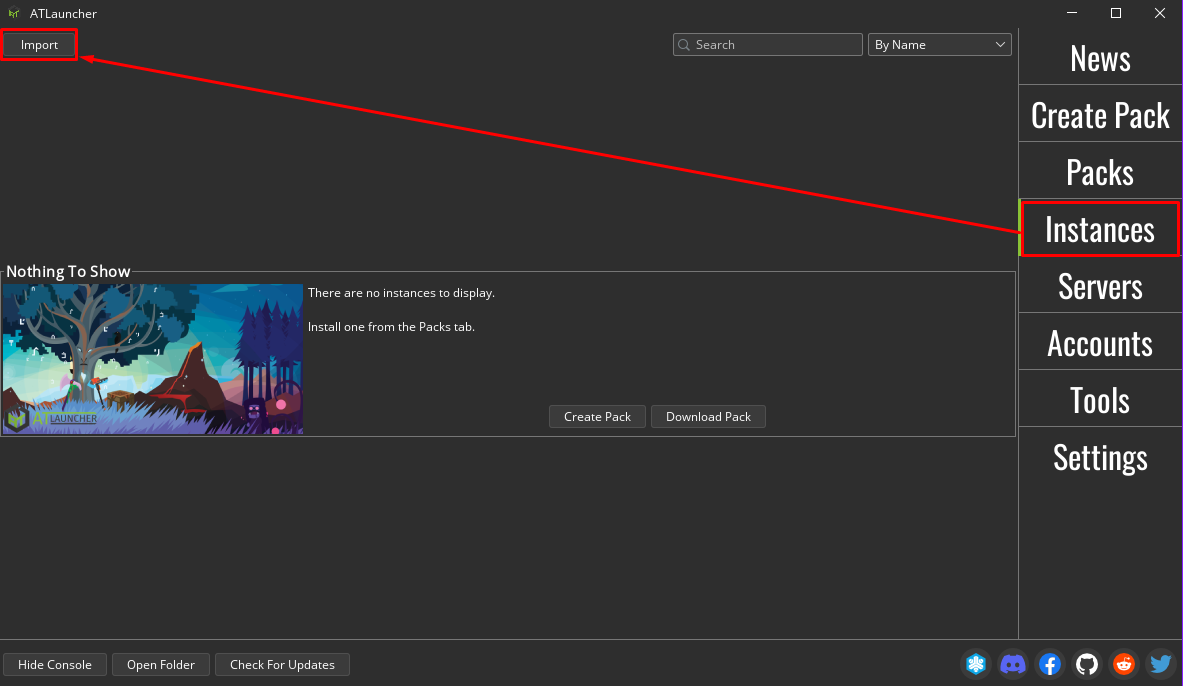 ATLauncher
Import
Search
By Name
News
Create Pack
Packs
Instances
Servers
Accounts
Tools
Settings
Nothing To Show
There are no instances to display.
Install one from the Packs tab.
ATLAUNCHER
Create Pack
Download Pack
Hide Console
Open Folder
Check For Updates